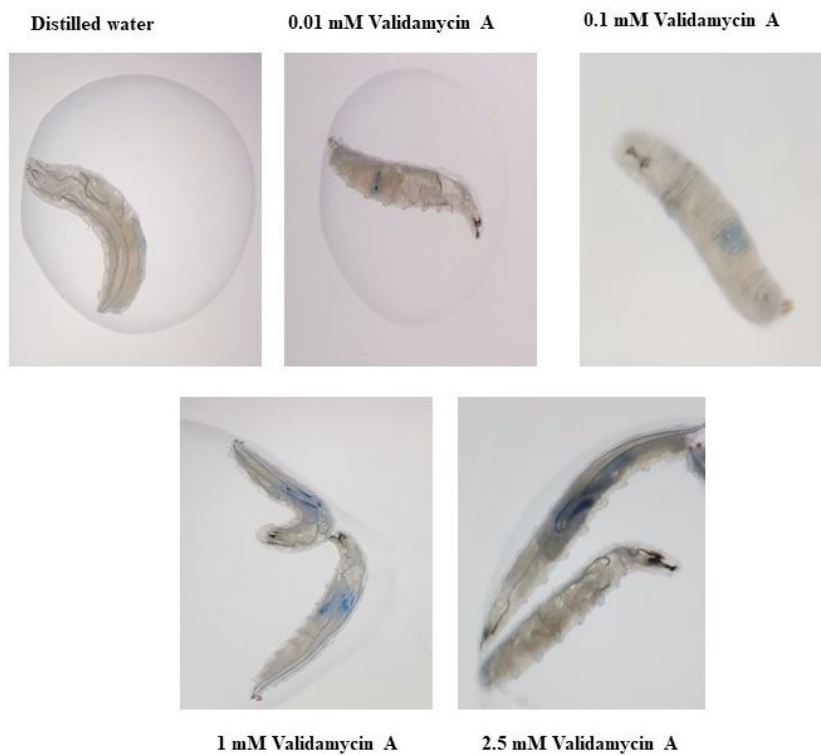 Distilled water
0.01 mM Validamycin A
0.1 mM Validamycin A
1 mM Validamycin A
2.5 mM Validamycin A